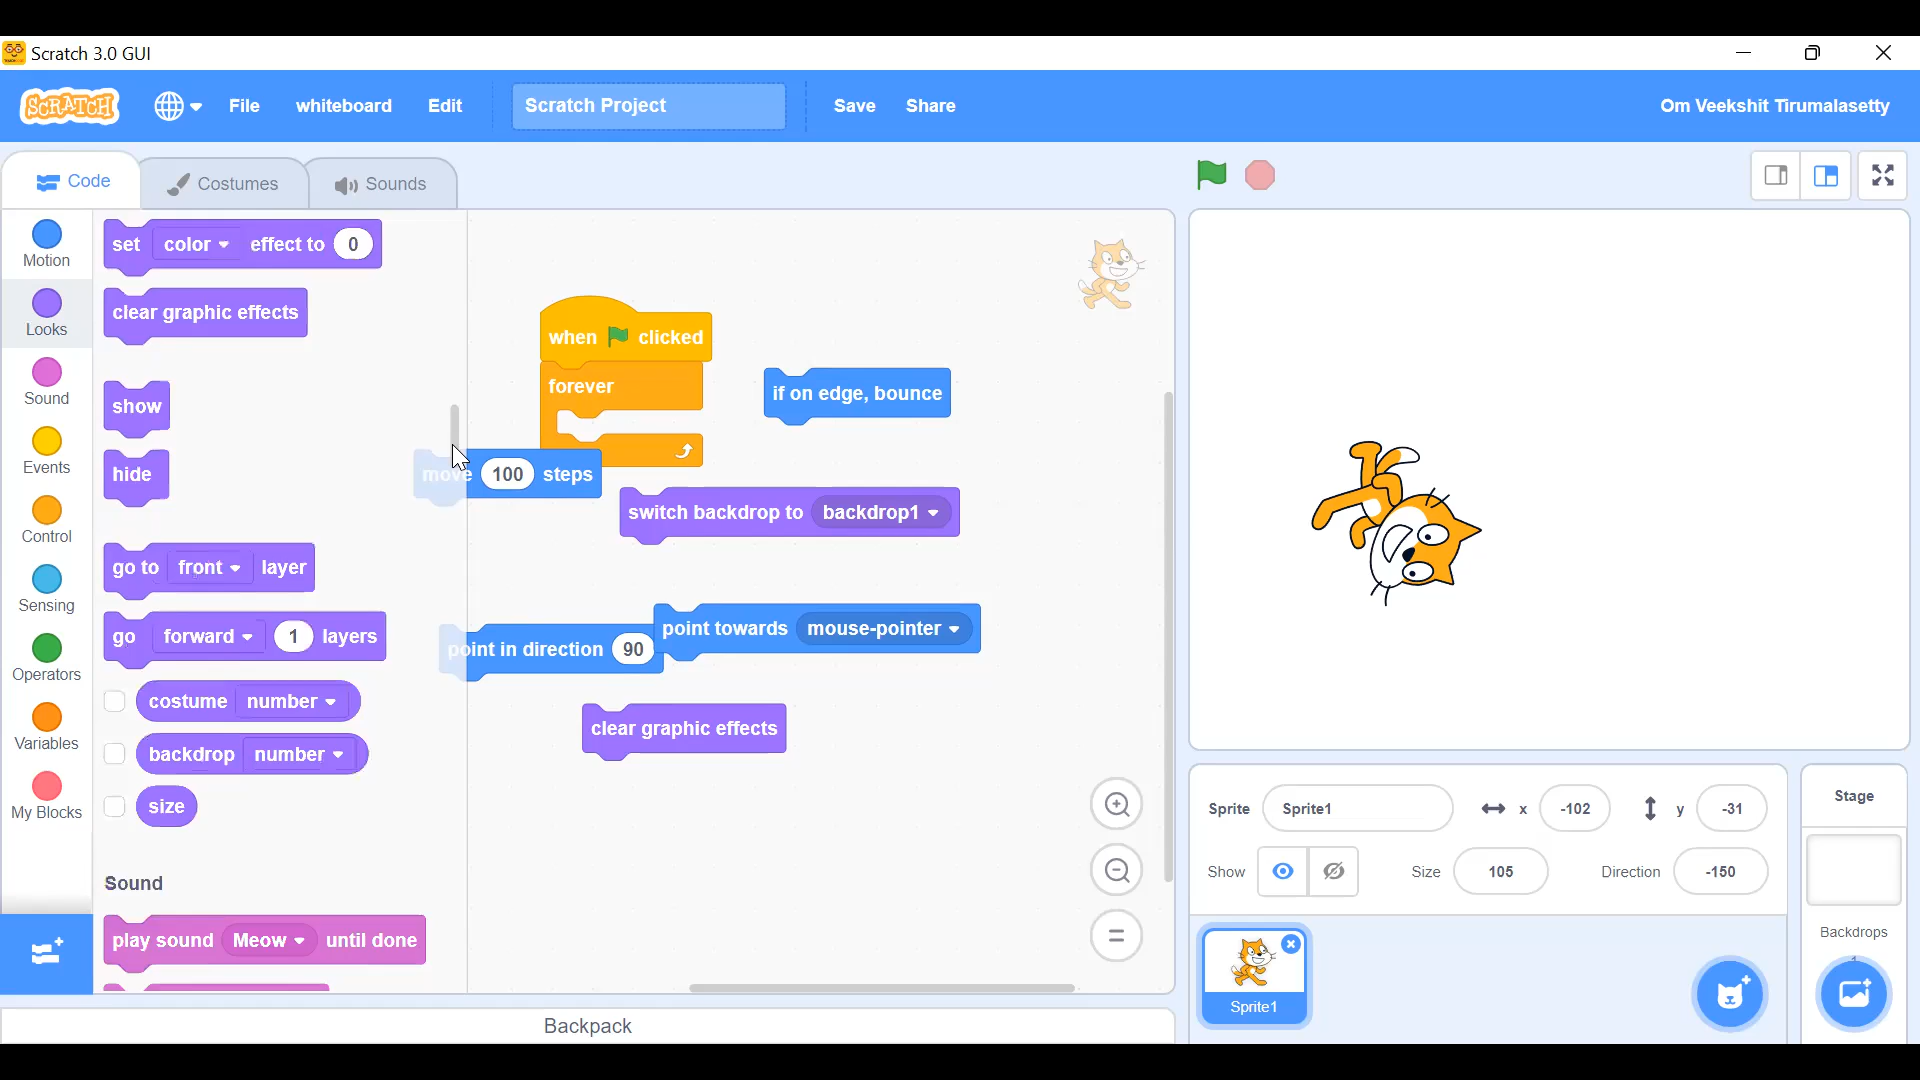 Scratch 3.0 GUI
SCRATCH File whiteboard Edit Scratch Project Save Share Om Veekshit Tirumalasetty
Code Costumes Sounds
Motion
Looks
Sound
Events
Control
Sensing
Operators
Variables
My Blocks
set color effect to 0
clear graphic effects
show
hide
go to front layer
go forward 1 layers
costume number
backdrop number
size
Sound
play sound Meow until done
when clicked
forever
if on edge, bounce
move 100 steps
switch backdrop to backdrop1
point in direction 90
point towards mouse-pointer
clear graphic effects
Backpack
Sprite Sprite1 x -102 y -31
Show Size 105 Direction -150
Sprite1
Stage
Backdrops